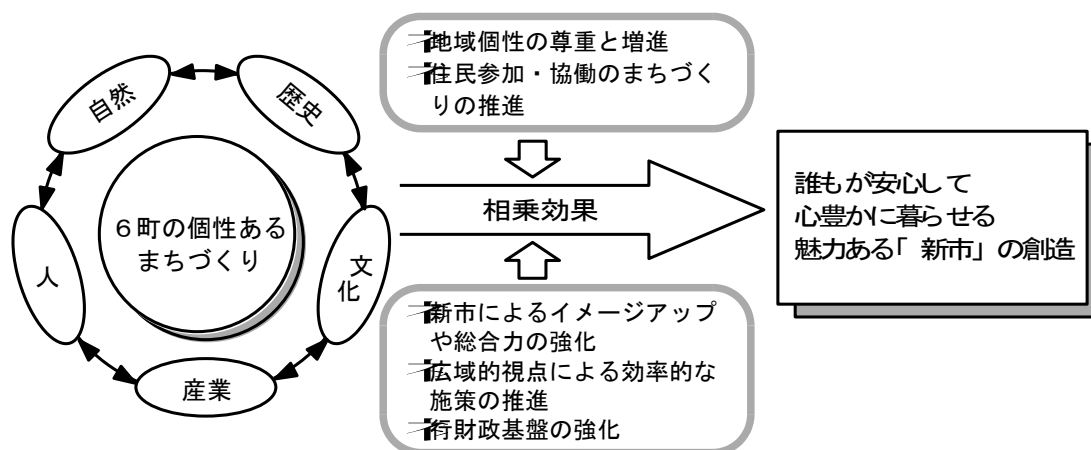 自然
歴史
人
文化
産業
６町の個性ある
まちづくり
地域個性の尊重と増進
住民参加・協働のまちづく
りの推進
相乗効果
新市によるイメージアップ
や総合力の強化
広域的視点による効率的な
施策の推進
行財政基盤の強化
誰もが安心して
心豊かに暮らせる
魅力ある「新市」の創造